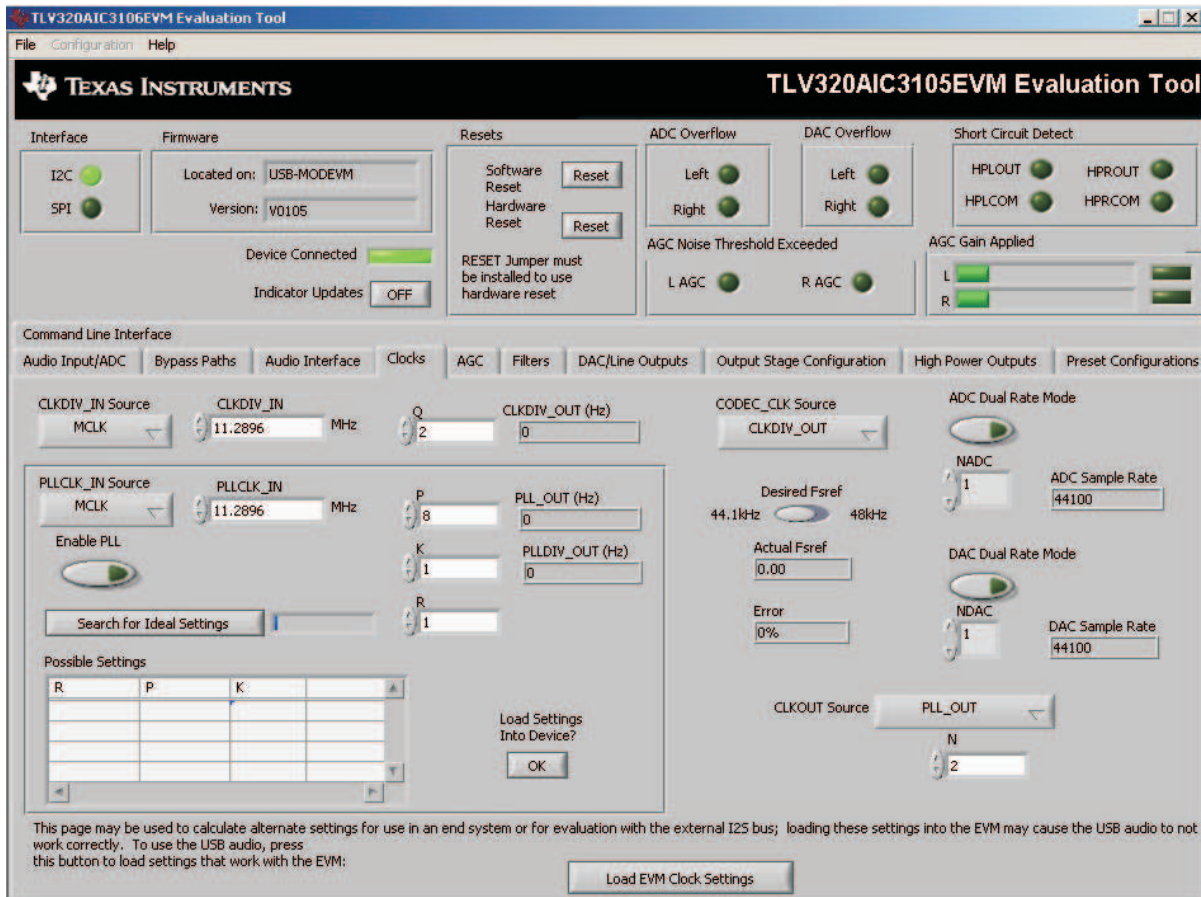 TLV320AIC3106EVM Evaluation Tool
File Configuration Help
TEXAS INSTRUMENTS
TLV320AIC3105EVM Evaluation Tool
Interface
I2C
SPI
Firmware
Located on: USB-MODEVM
Version: V0105
Device Connected
Indicator Updates OFF
Resets
Software Reset Reset
Hardware Reset Reset
RESET Jumper must
be installed to use
hardware reset
ADC Overflow
Left
Right
DAC Overflow
Left
Right
Short Circuit Detect
HPLOUT HPROUT
HPLCOM HPRCOM
AGC Noise Threshold Exceeded
L AGC R AGC
AGC Gain Applied
L
R
Command Line Interface
Audio Input/ADC Bypass Paths Audio Interface Clocks AGC Filters DAC/Line Outputs Output Stage Configuration High Power Outputs Preset Configurations
CLKDIV_IN Source
MCLK
CLKDIV_IN
11.2896 MHz
Q
2
CLKDIV_OUT (Hz)
0
PLLCLK_IN Source
MCLK
PLLCLK_IN
11.2896 MHz
P
8
PLL_OUT (Hz)
0
Enable PLL
K
1
PLLDIV_OUT (Hz)
0
R
1
Search for Ideal Settings
Possible Settings
R P K
Load Settings
Into Device?
OK
CODEC_CLK Source
CLKDIV_OUT
Desired Fsref
44.1kHz 48kHz
Actual Fsref
0.00
Error
0%
ADC Dual Rate Mode
NADC
1
ADC Sample Rate
44100
DAC Dual Rate Mode
NDAC
1
DAC Sample Rate
44100
CLKOUT Source PLL_OUT
N
2
This page may be used to calculate alternate settings for use in an end system or for evaluation with the external I2S bus; loading these settings into the EVM may cause the USB audio to not
work correctly. To use the USB audio, press
this button to load settings that work with the EVM:
Load EVM Clock Settings